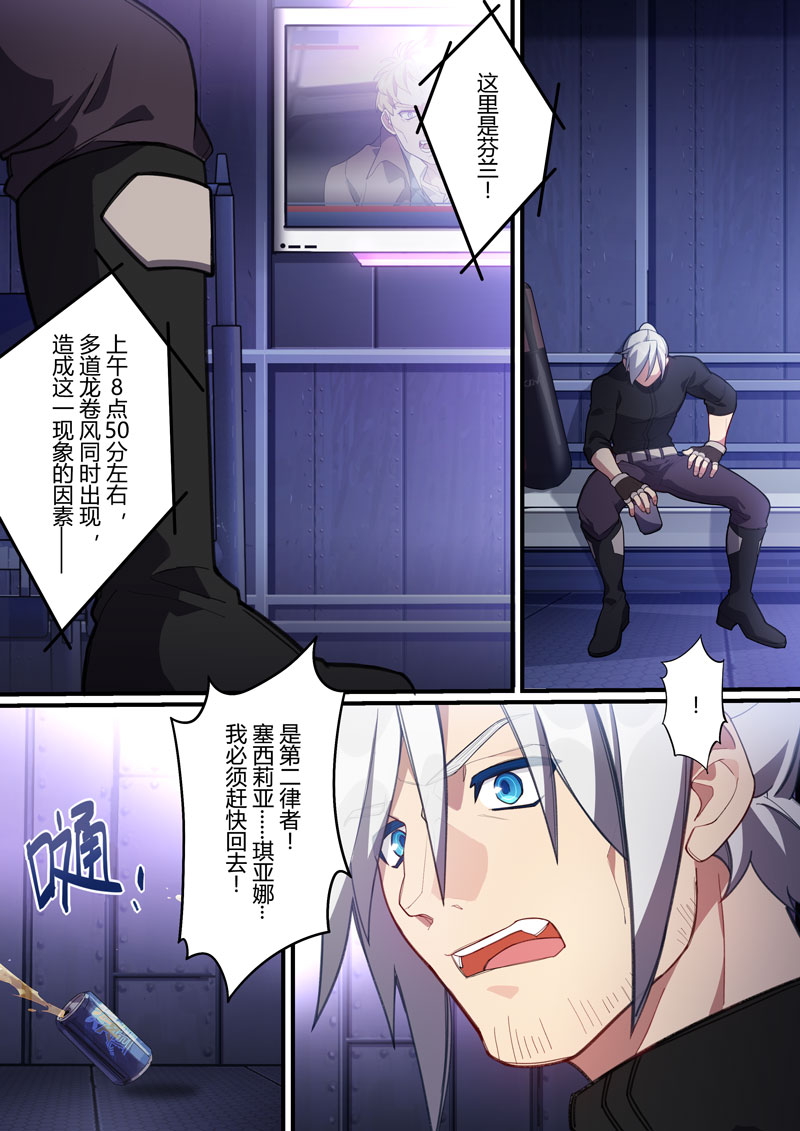 这里是芬兰！
上午8点50分左右，
多道龙卷风同时出现，
造成这一现象的因素——
！
是第二律者！
塞西莉亚……琪亚娜…
我必须赶快回去！
嗵！